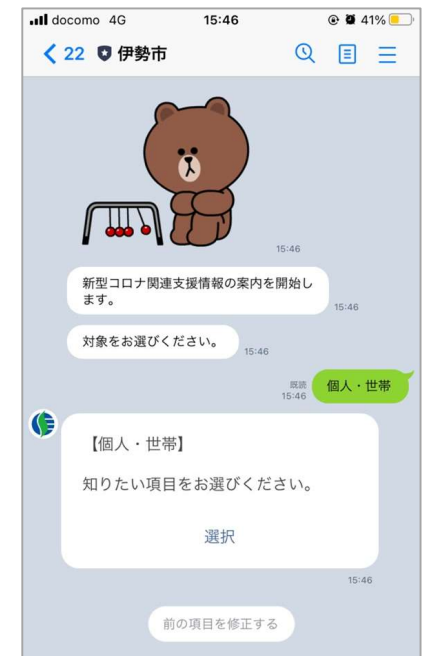 docomo 4G 15:46 41%
22 伊勢市
15:46
新型コロナ関連支援情報の案内を開始し
ます。
15:46
対象をお選びください。
15:46
既読
15:46
個人・世帯
【個人・世帯】
知りたい項目をお選びください。
選択
15:46
前の項目を修正する